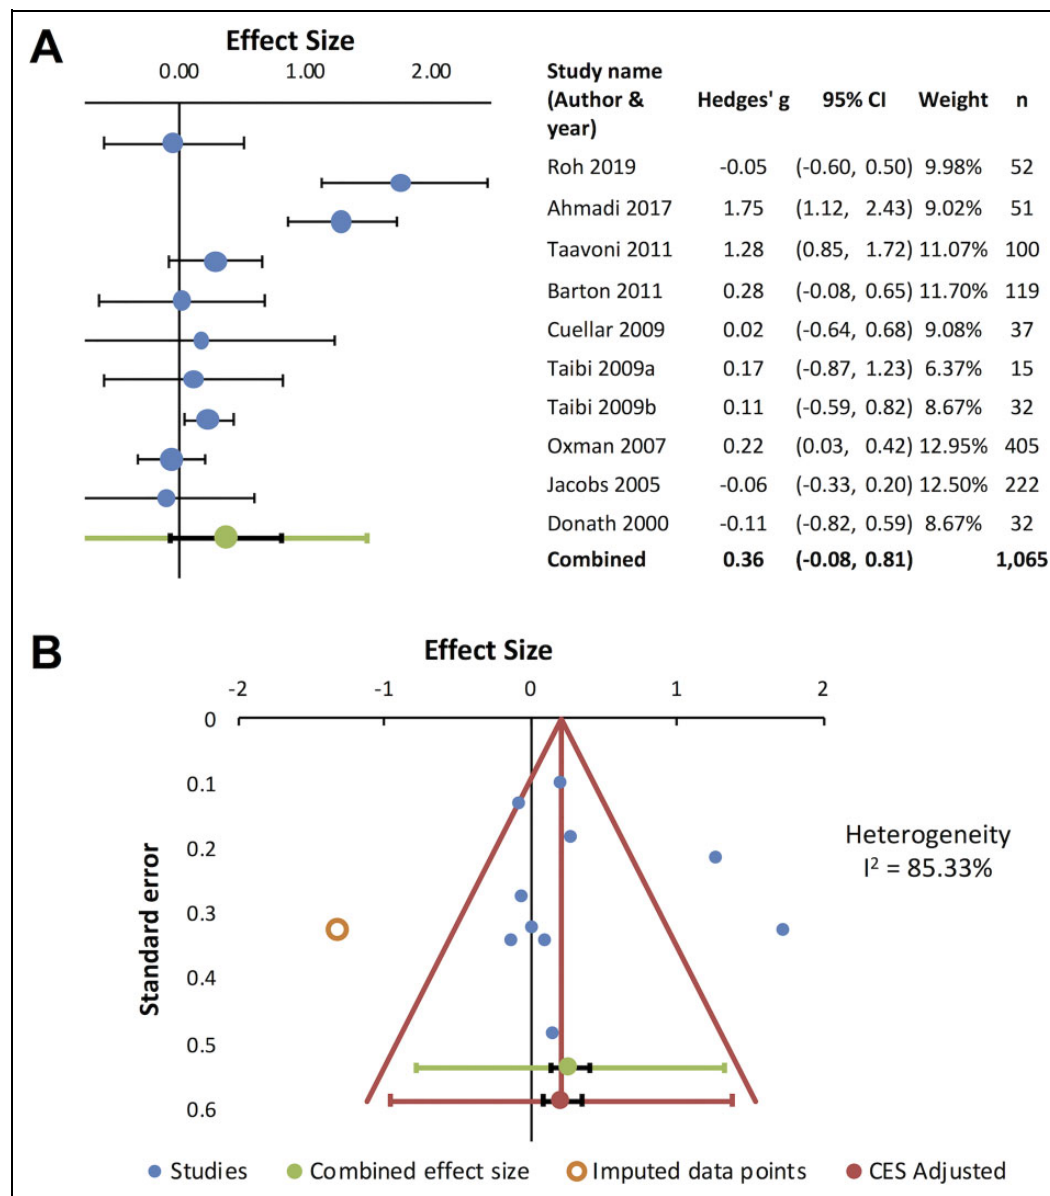 A
Effect Size
0.00 1.00 2.00
Study name
(Author &
year)
Hedges' g 95% CI Weight n
Roh 2019 -0.05 (-0.60, 0.50) 9.98% 52
Ahmadi 2017 1.75 (1.12, 2.43) 9.02% 51
Taavoni 2011 1.28 (0.85, 1.72) 11.07% 100
Barton 2011 0.28 (-0.08, 0.65) 11.70% 119
Cuellar 2009 0.02 (-0.64, 0.68) 9.08% 37
Taibi 2009a 0.17 (-0.87, 1.23) 6.37% 15
Taibi 2009b 0.11 (-0.59, 0.82) 8.67% 32
Oxman 2007 0.22 (0.03, 0.42) 12.95% 405
Jacobs 2005 -0.06 (-0.33, 0.20) 12.50% 222
Donath 2000 -0.11 (-0.82, 0.59) 8.67% 32
Combined 0.36 (-0.08, 0.81) 1,065
B
Effect Size
-2 -1 0 1 2
0
0.1
0.2
0.3
0.4
0.5
0.6
Standard error
Heterogeneity
I² = 85.33%
Studies Combined effect size Imputed data points CES Adjusted